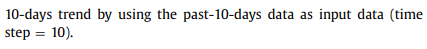 10-days trend by using the past-10-days data as input data (time
step = 10).